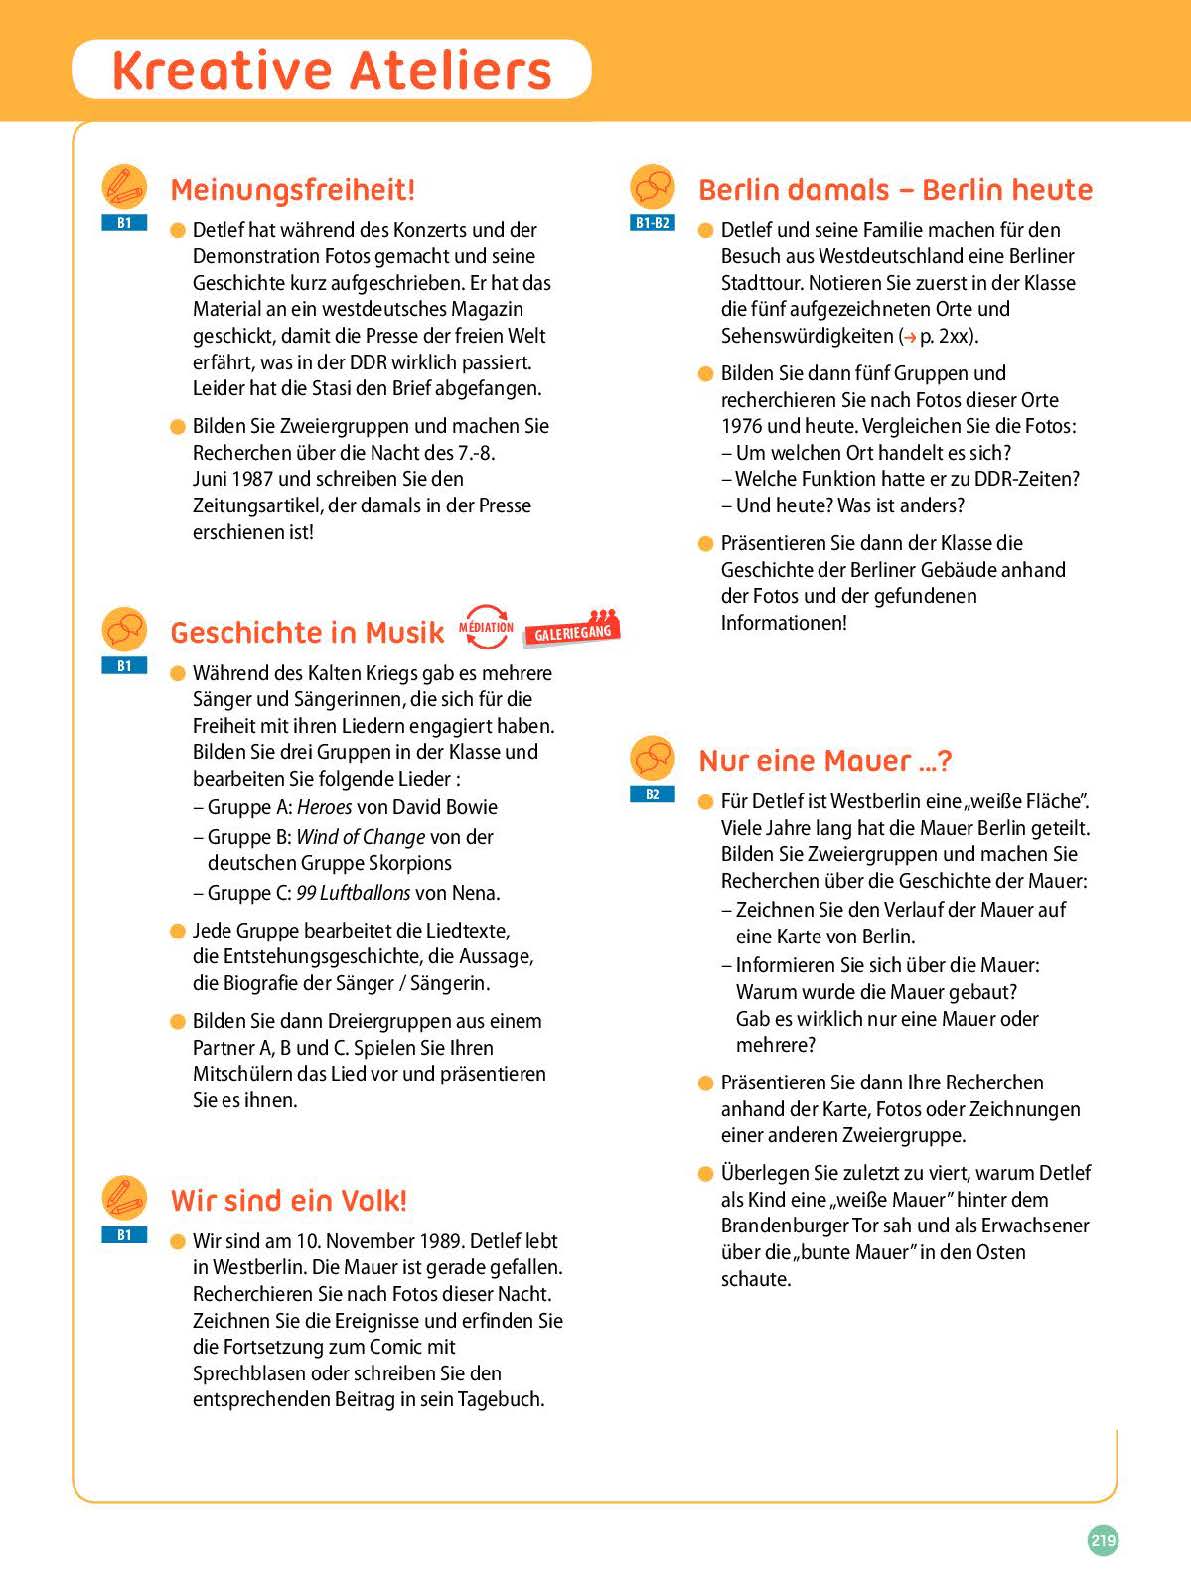 Kreative Ateliers
Meinungsfreiheit!
B1
Detlef hat während des Konzerts und der
Demonstration Fotos gemacht und seine
Geschichte kurz aufgeschrieben. Er hat das
Material an ein westdeutsches Magazin
geschickt, damit die Presse der freien Welt
erfährt, was in der DDR wirklich passiert.
Leider hat die Stasi den Brief abgefangen.
Bilden Sie Zweiergruppen und machen Sie
Recherchen über die Nacht des 7.-8.
Juni 1987 und schreiben Sie den
Zeitungsartikel, der damals in der Presse
erschienen ist!
Geschichte in Musik
MÉDIATION
GALERIEGANG
B1
Während des Kalten Kriegs gab es mehrere
Sänger und Sängerinnen, die sich für die
Freiheit mit ihren Liedern engagiert haben.
Bilden Sie drei Gruppen in der Klasse und
bearbeiten Sie folgende Lieder :
– Gruppe A: Heroes von David Bowie
– Gruppe B: Wind of Change von der
deutschen Gruppe Skorpions
– Gruppe C: 99 Luftballons von Nena.
Jede Gruppe bearbeitet die Liedtexte,
die Entstehungsgeschichte, die Aussage,
die Biografie der Sänger / Sängerin.
Bilden Sie dann Dreiergruppen aus einem
Partner A, B und C. Spielen Sie Ihren
Mitschülern das Lied vor und präsentieren
Sie es ihnen.
Wir sind ein Volk!
B1
Wir sind am 10. November 1989. Detlef lebt
in Westberlin. Die Mauer ist gerade gefallen.
Recherchieren Sie nach Fotos dieser Nacht.
Zeichnen Sie die Ereignisse und erfinden Sie
die Fortsetzung zum Comic mit
Sprechblasen oder schreiben Sie den
entsprechenden Beitrag in sein Tagebuch.
Berlin damals – Berlin heute
B1-B2
Detlef und seine Familie machen für den
Besuch aus Westdeutschland eine Berliner
Stadttour. Notieren Sie zuerst in der Klasse
die fünf aufgezeichneten Orte und
Sehenswürdigkeiten (➔ p. 2xx).
Bilden Sie dann fünf Gruppen und
recherchieren Sie nach Fotos dieser Orte
1976 und heute. Vergleichen Sie die Fotos:
– Um welchen Ort handelt es sich?
– Welche Funktion hatte er zu DDR-Zeiten?
– Und heute? Was ist anders?
Präsentieren Sie dann der Klasse die
Geschichte der Berliner Gebäude anhand
der Fotos und der gefundenen
Informationen!
Nur eine Mauer ...?
B2
Für Detlef ist Westberlin eine „weiße Fläche”.
Viele Jahre lang hat die Mauer Berlin geteilt.
Bilden Sie Zweiergruppen und machen Sie
Recherchen über die Geschichte der Mauer:
– Zeichnen Sie den Verlauf der Mauer auf
eine Karte von Berlin.
– Informieren Sie sich über die Mauer:
Warum wurde die Mauer gebaut?
Gab es wirklich nur eine Mauer oder
mehrere?
Präsentieren Sie dann Ihre Recherchen
anhand der Karte, Fotos oder Zeichnungen
einer anderen Zweiergruppe.
Überlegen Sie zuletzt zu viert, warum Detlef
als Kind eine „weiße Mauer” hinter dem
Brandenburger Tor sah und als Erwachsener
über die „bunte Mauer” in den Osten
schaute.
219